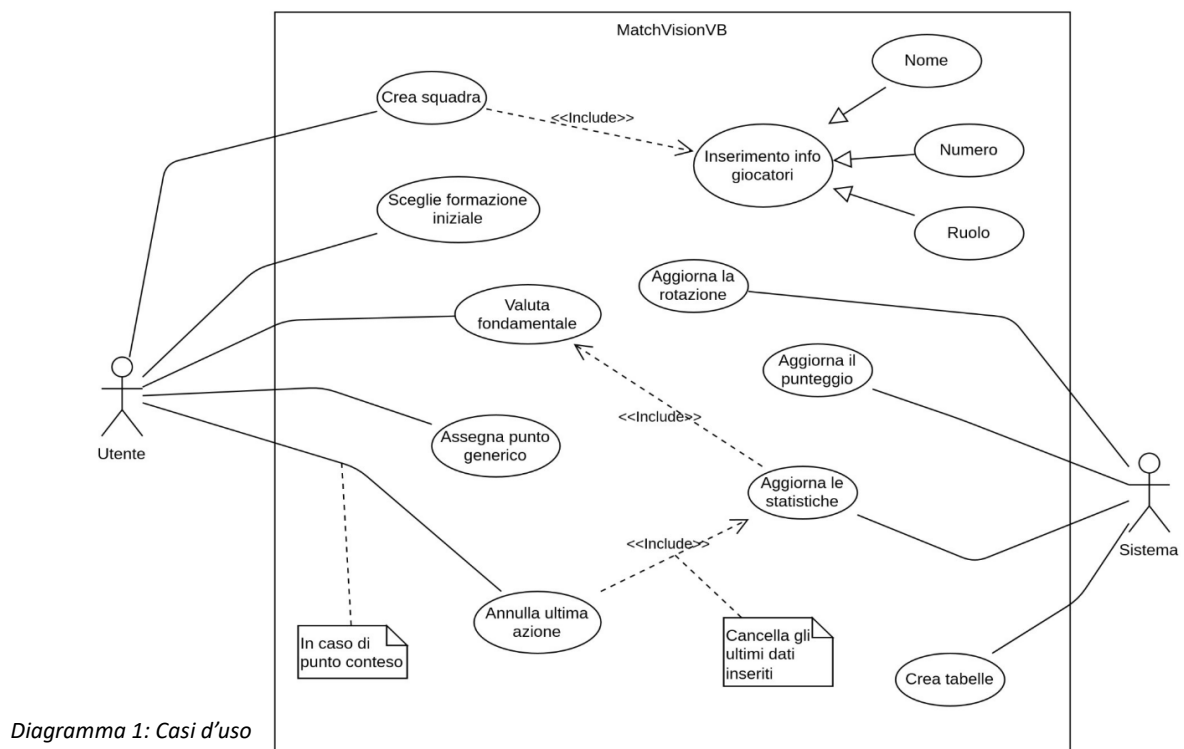 MatchVisionVB
Nome
Crea squadra
<<Include>>
Inserimento info
giocatori
Numero
Sceglie formazione
iniziale
Ruolo
Aggiorna la
rotazione
Valuta
fondamentale
Aggiorna il
punteggio
<<Include>>
Utente
Assegna punto
generico
Aggiorna le
statistiche
<<Include>>
Sistema
Annulla ultima
azione
In caso di
punto conteso
Cancella gli
ultimi dati
inseriti
Crea tabelle
Diagramma 1: Casi d’uso